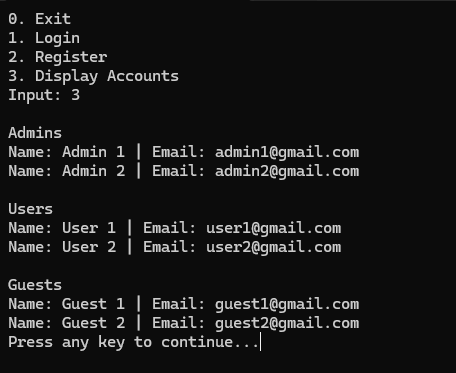 0. Exit
1. Login
2. Register
3. Display Accounts
Input: 3
Admins
Name: Admin 1 | Email: admin1@gmail.com
Name: Admin 2 | Email: admin2@gmail.com
Users
Name: User 1 | Email: user1@gmail.com
Name: User 2 | Email: user2@gmail.com
Guests
Name: Guest 1 | Email: guest1@gmail.com
Name: Guest 2 | Email: guest2@gmail.com
Press any key to continue...